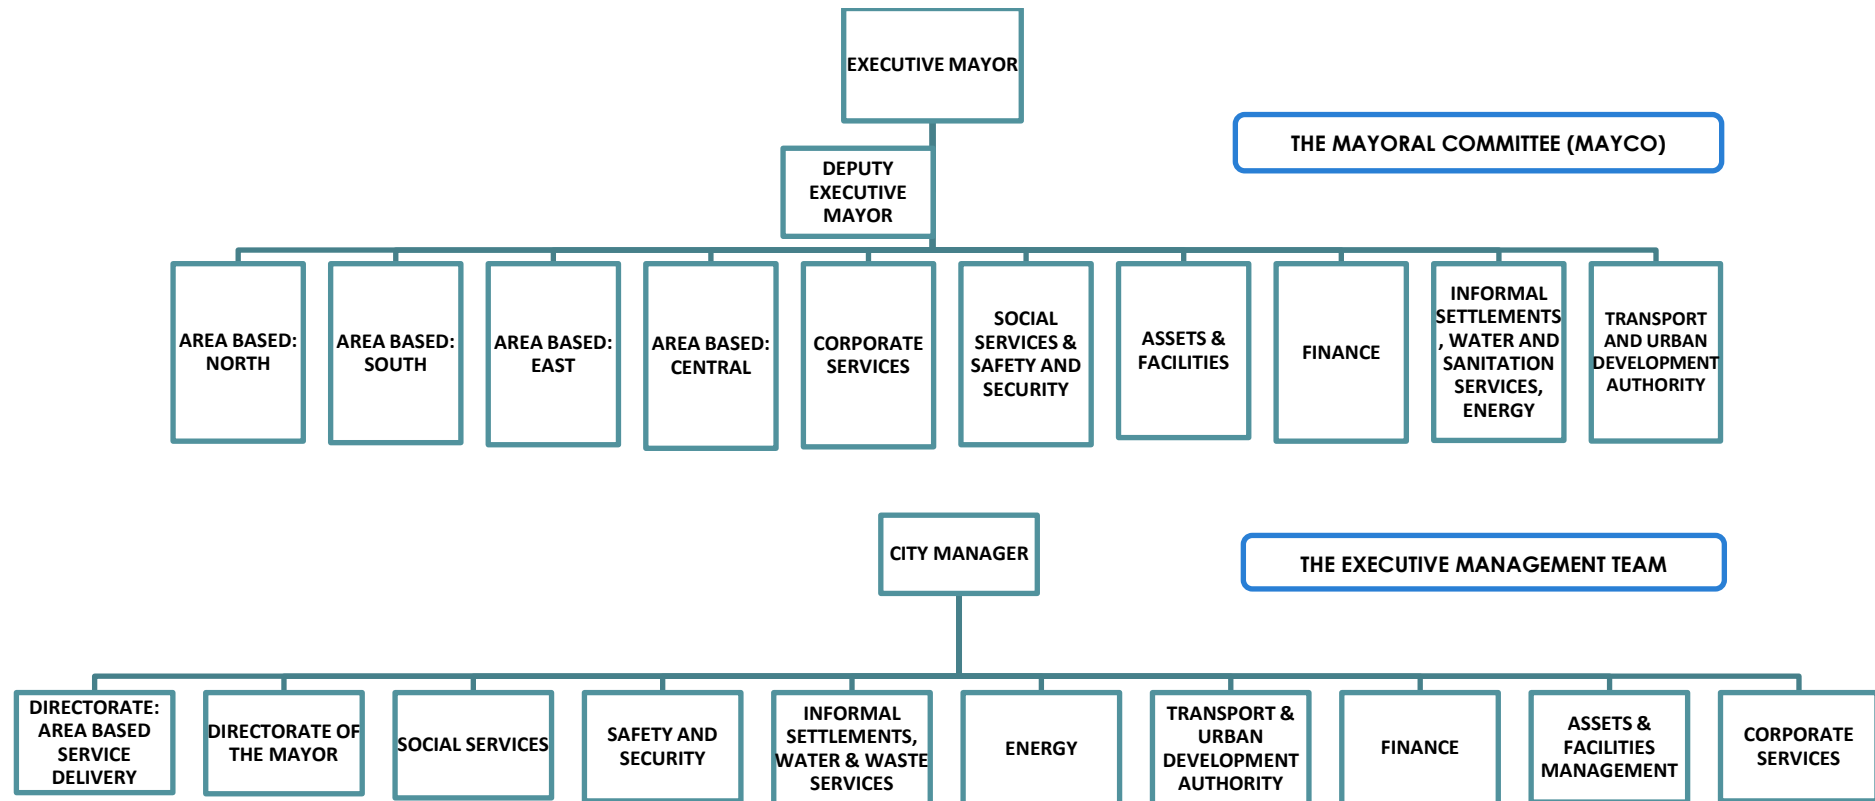 EXECUTIVE MAYOR
THE MAYORAL COMMITTEE (MAYCO)
DEPUTY
EXECUTIVE
MAYOR
AREA BASED:
NORTH
AREA BASED:
SOUTH
AREA BASED:
EAST
AREA BASED:
CENTRAL
CORPORATE
SERVICES
SOCIAL
SERVICES &
SAFETY AND
SECURITY
ASSETS &
FACILITIES
FINANCE
INFORMAL
SETTLEMENTS
, WATER AND
SANITATION
SERVICES,
ENERGY
TRANSPORT
AND URBAN
DEVELOPMENT
AUTHORITY
CITY MANAGER
THE EXECUTIVE MANAGEMENT TEAM
DIRECTORATE:
AREA BASED
SERVICE
DELIVERY
DIRECTORATE OF
THE MAYOR
SOCIAL SERVICES
SAFETY AND
SECURITY
INFORMAL
SETTLEMENTS,
WATER & WASTE
SERVICES
ENERGY
TRANSPORT &
URBAN
DEVELOPMENT
AUTHORITY
FINANCE
ASSETS &
FACILITIES
MANAGEMENT
CORPORATE
SERVICES